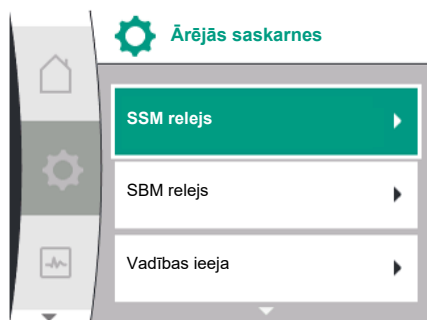 Ārējās saskarnes
SSM relejs
SBM relejs
Vadības ieeja